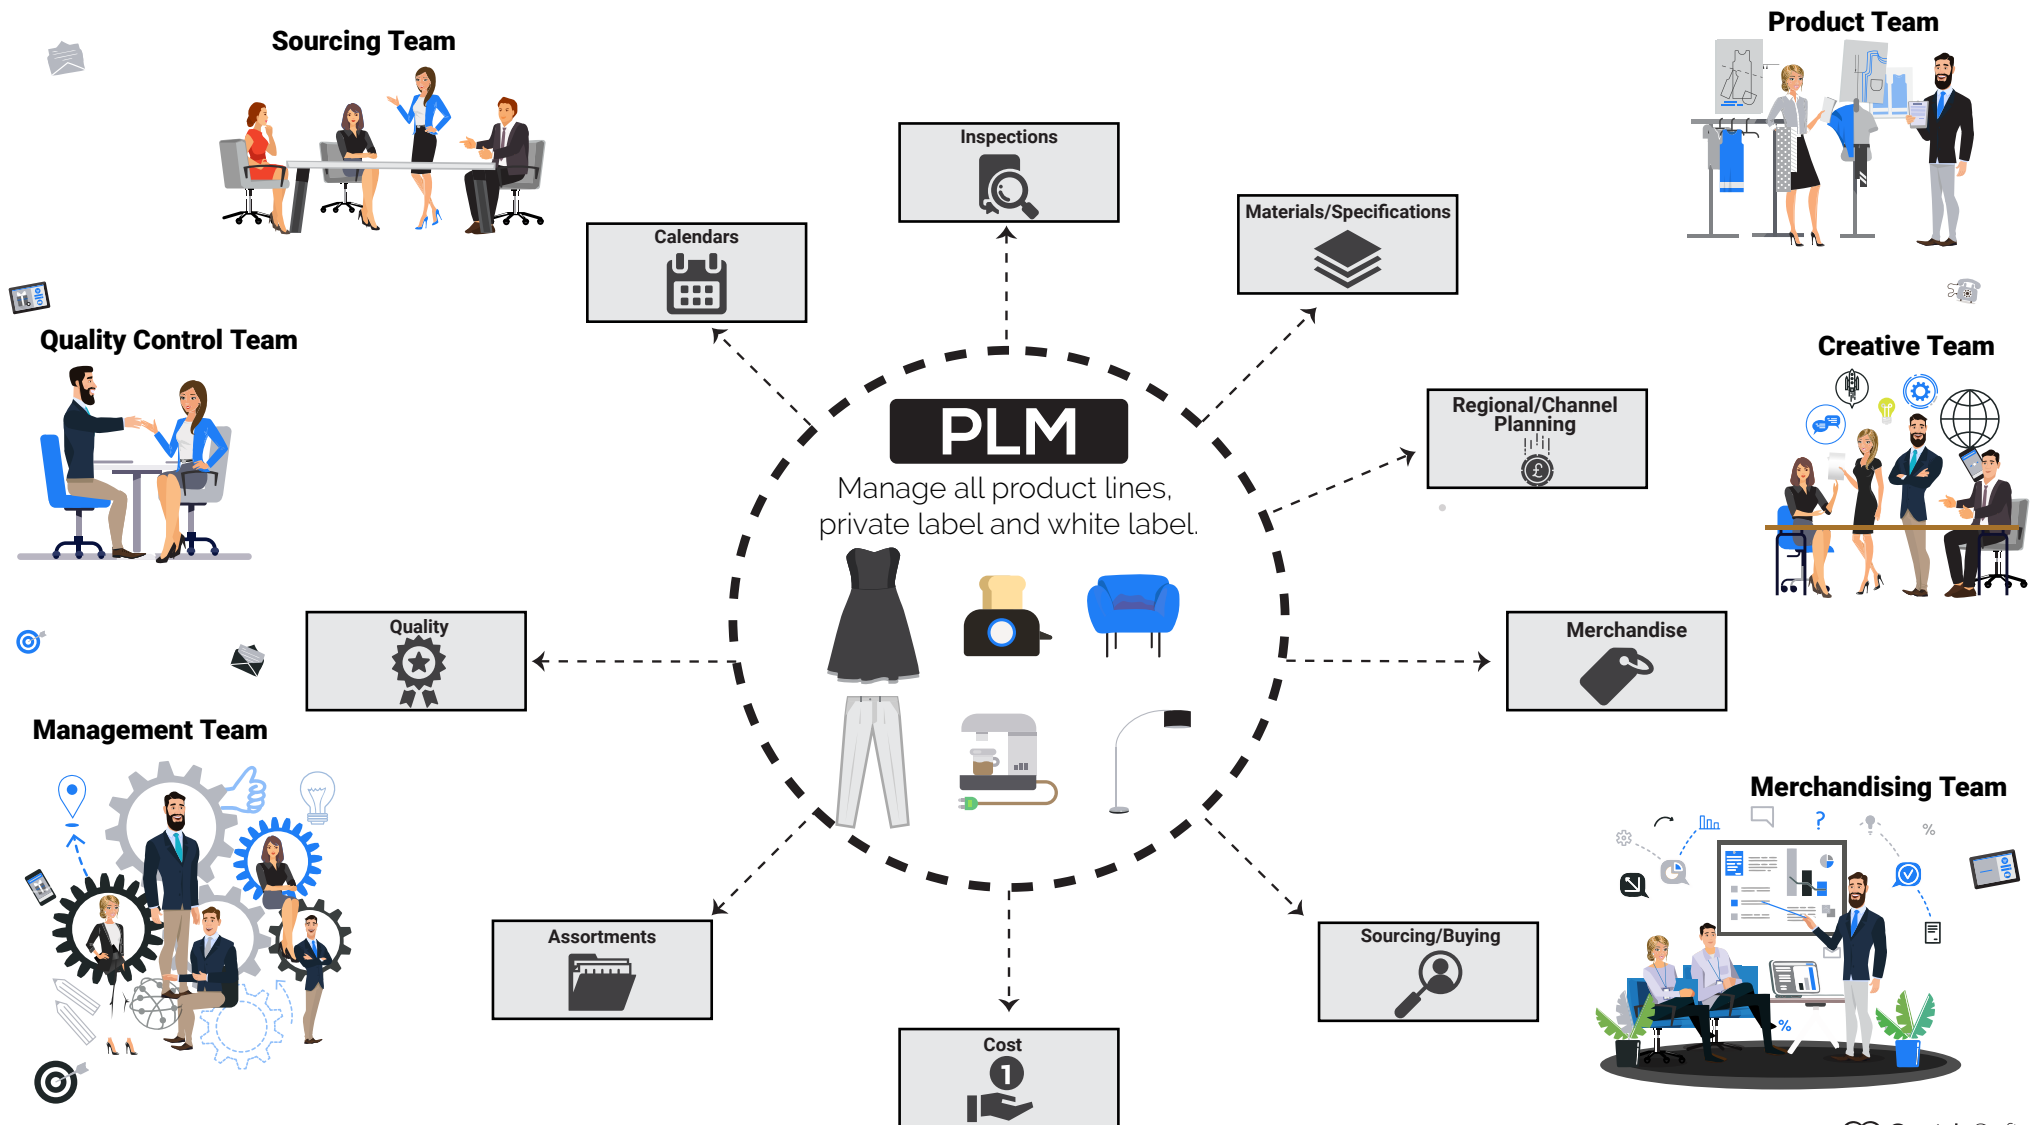 Product Team
Sourcing Team
Inspections
Materials/Specifications
Calendars
Quality Control Team
Creative Team
Regional/Channel
Planning
£
PLM
Manage all product lines,
private label and white label.
Quality
Merchandise
Management Team
Merchandising Team
?
%
Assortments
Sourcing/Buying
%
Cost
1